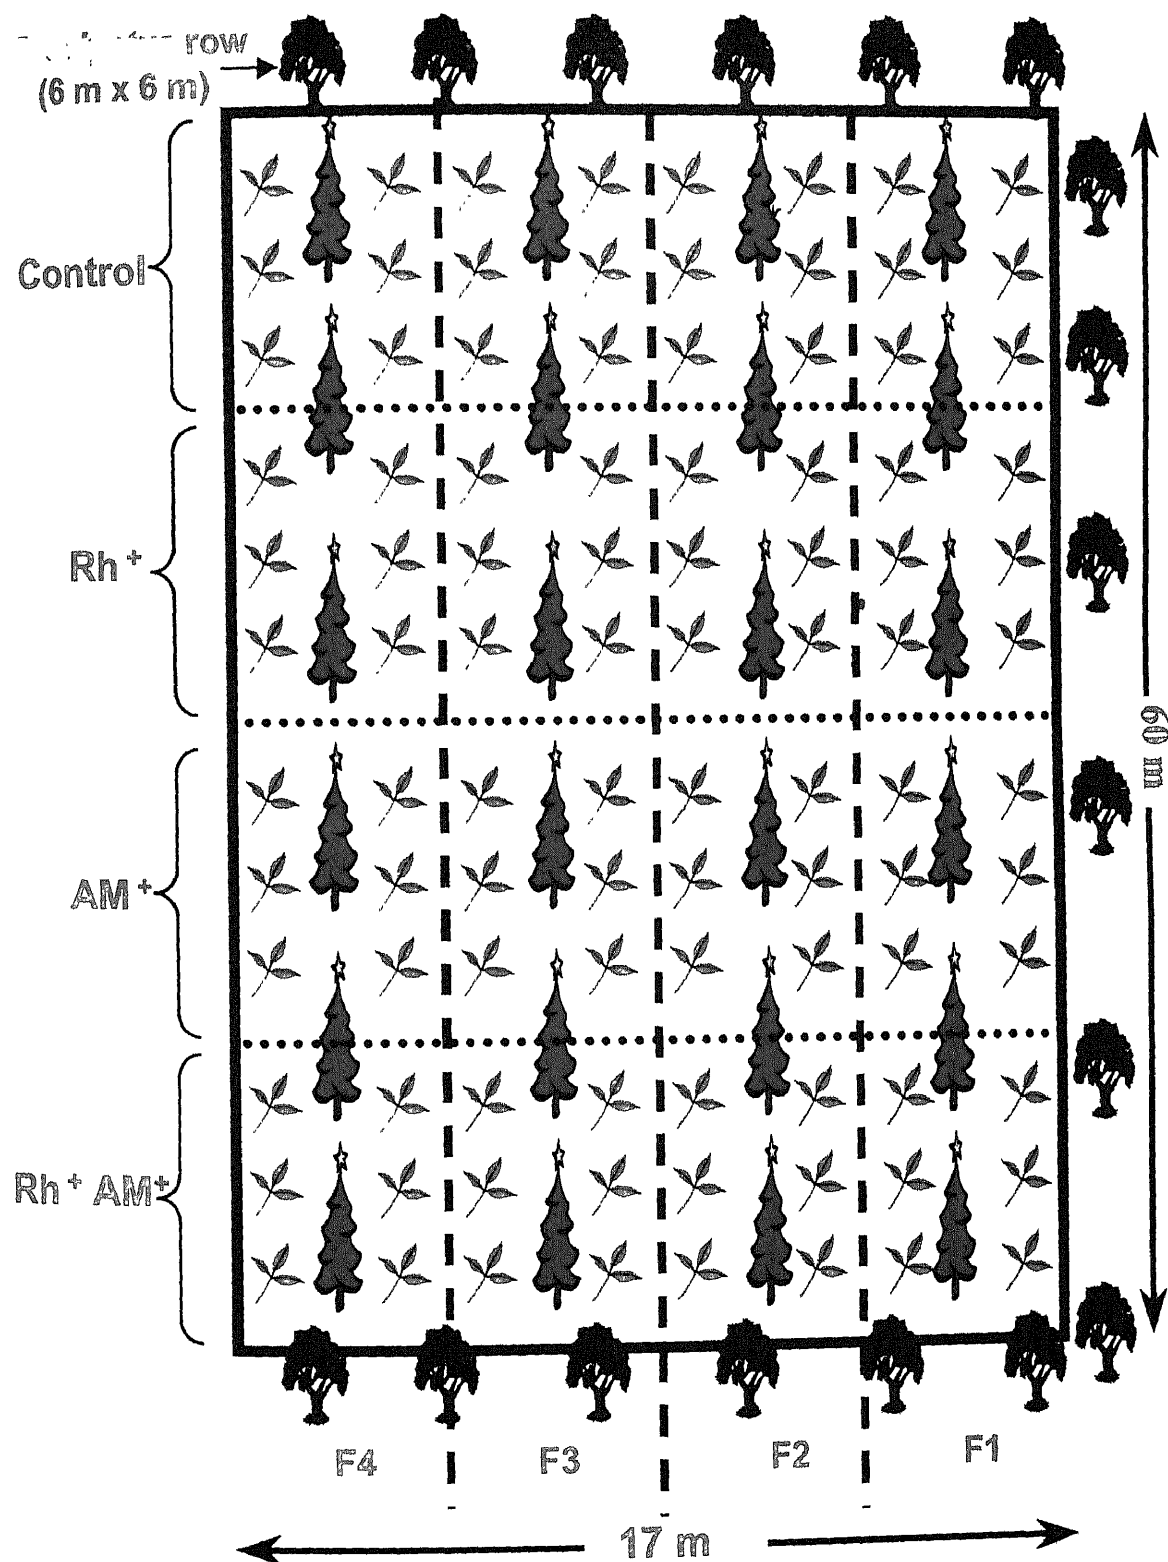 row
(6 m x 6 m)
Control
Rh +
AM +
Rh + AM+
60 m
F4
F3
F2
F1
17 m